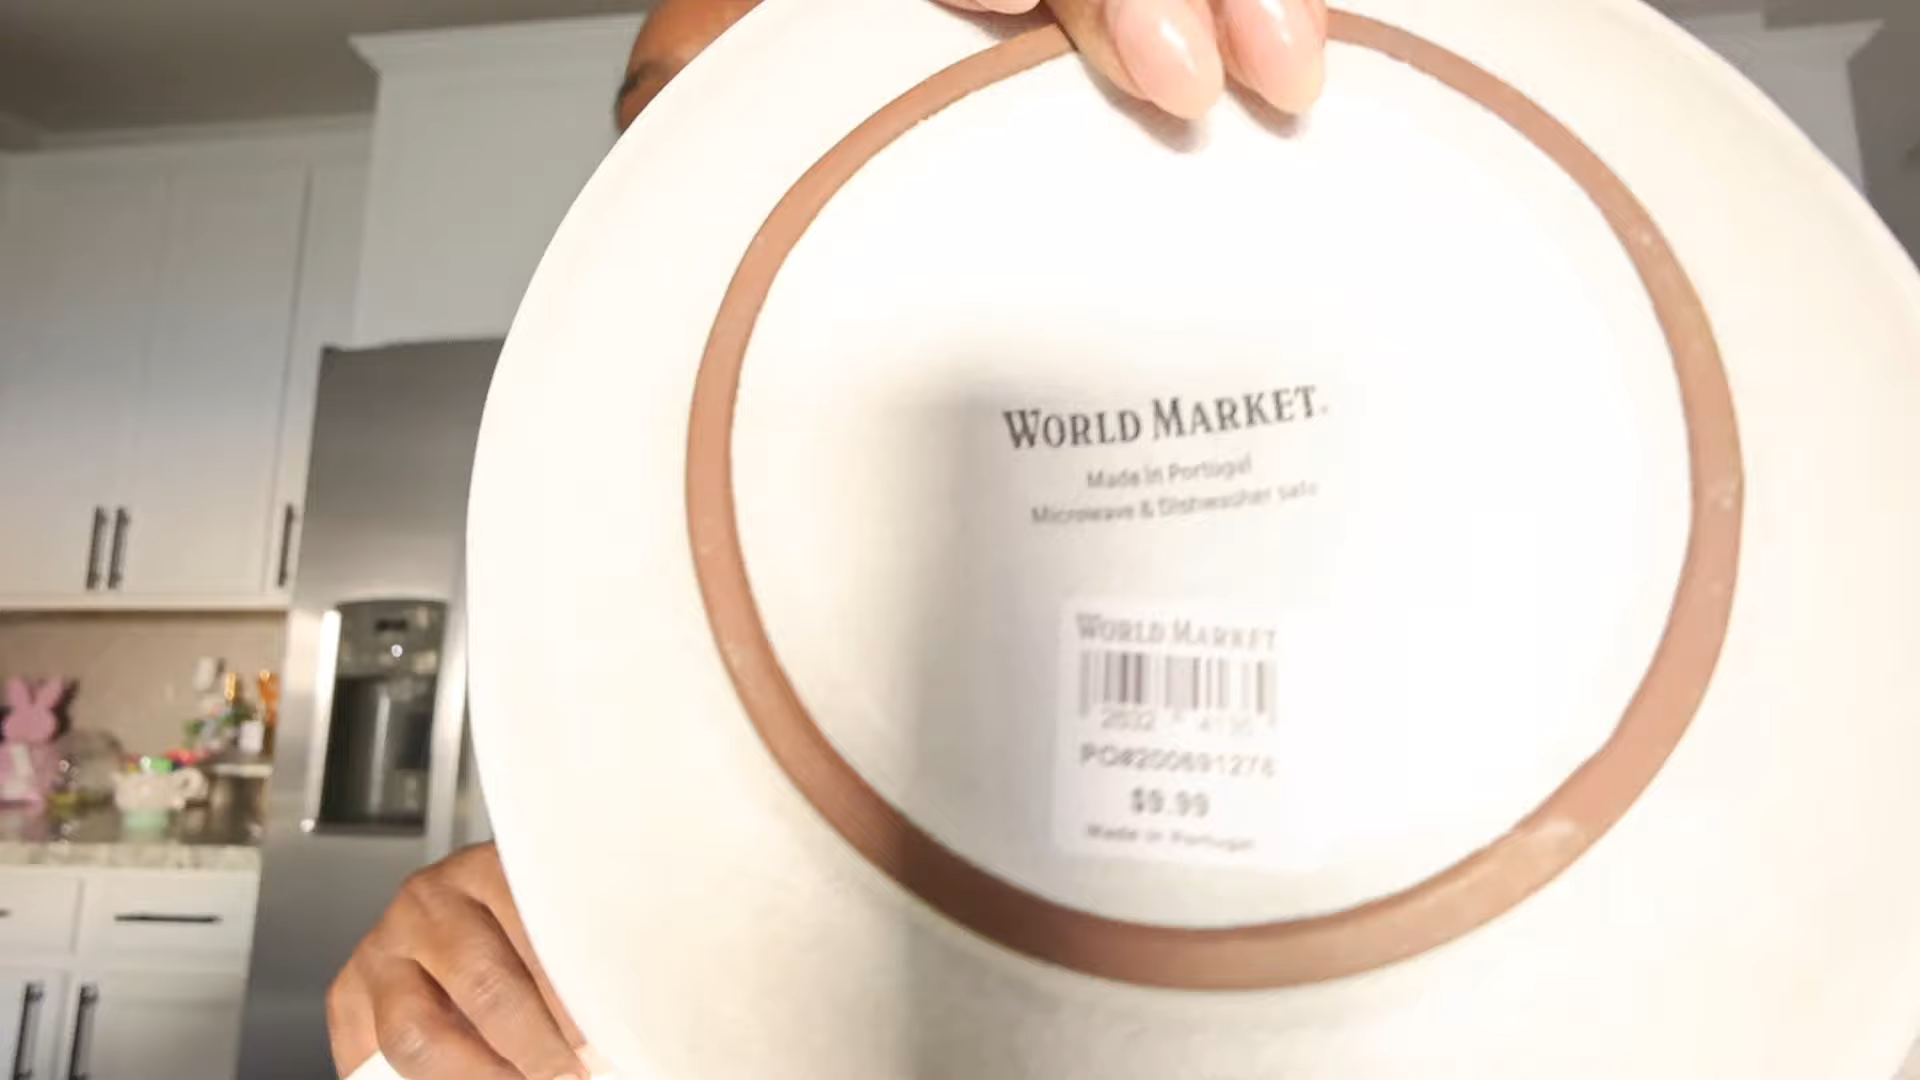 WORLD MARKET.
Made in Portugal
Microwave & Dishwasher safe
WORLD MARKET
$9.99
Made in Portugal